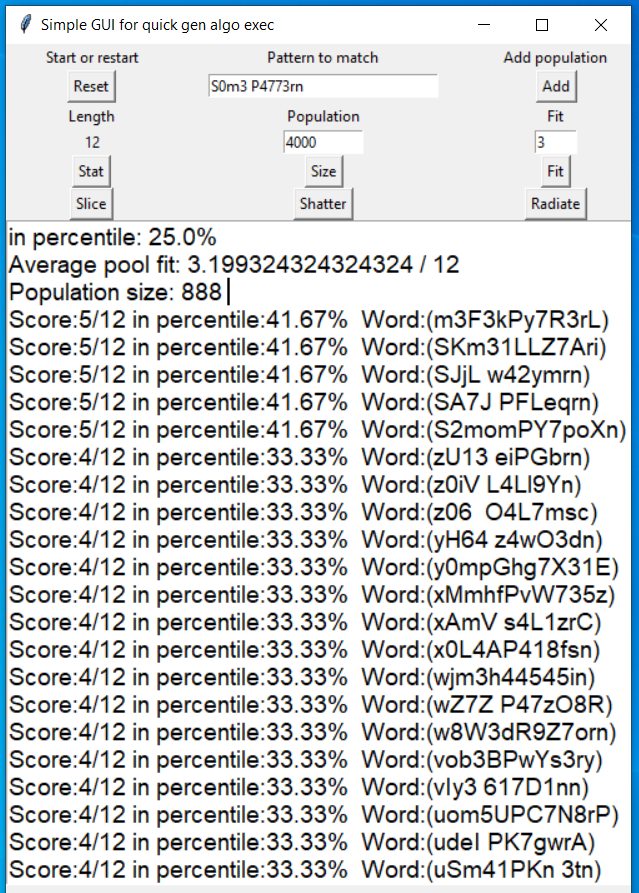 Simple GUI for quick gen algo exec
Start or restart Pattern to match Add population
Reset S0m3 P4773rn Add
Length Population Fit
12 4000 3
Stat Size Fit
Slice Shatter Radiate
in percentile: 25.0%
Average pool fit: 3.199324324324324 / 12
Population size: 888
Score:5/12 in percentile:41.67% Word:(m3F3kPy7R3rL)
Score:5/12 in percentile:41.67% Word:(SKm31LLZ7Ari)
Score:5/12 in percentile:41.67% Word:(SJjL w42ymrn)
Score:5/12 in percentile:41.67% Word:(SA7J PFLeqrn)
Score:5/12 in percentile:41.67% Word:(S2momPY7poXn)
Score:4/12 in percentile:33.33% Word:(zU13 eiPGbrn)
Score:4/12 in percentile:33.33% Word:(z0iV L4Ll9Yn)
Score:4/12 in percentile:33.33% Word:(z06  O4L7msc)
Score:4/12 in percentile:33.33% Word:(yH64 z4wO3dn)
Score:4/12 in percentile:33.33% Word:(y0mpGhg7X31E)
Score:4/12 in percentile:33.33% Word:(xMmhfPvW735z)
Score:4/12 in percentile:33.33% Word:(xAmV s4L1zrC)
Score:4/12 in percentile:33.33% Word:(x0L4AP418fsn)
Score:4/12 in percentile:33.33% Word:(wjm3h44545in)
Score:4/12 in percentile:33.33% Word:(wZ7Z P47zO8R)
Score:4/12 in percentile:33.33% Word:(w8W3dR9Z7orn)
Score:4/12 in percentile:33.33% Word:(vob3BPwYs3ry)
Score:4/12 in percentile:33.33% Word:(vIy3 617D1nn)
Score:4/12 in percentile:33.33% Word:(uom5UPC7N8rP)
Score:4/12 in percentile:33.33% Word:(udeI PK7gwrA)
Score:4/12 in percentile:33.33% Word:(uSm41PKn 3tn)